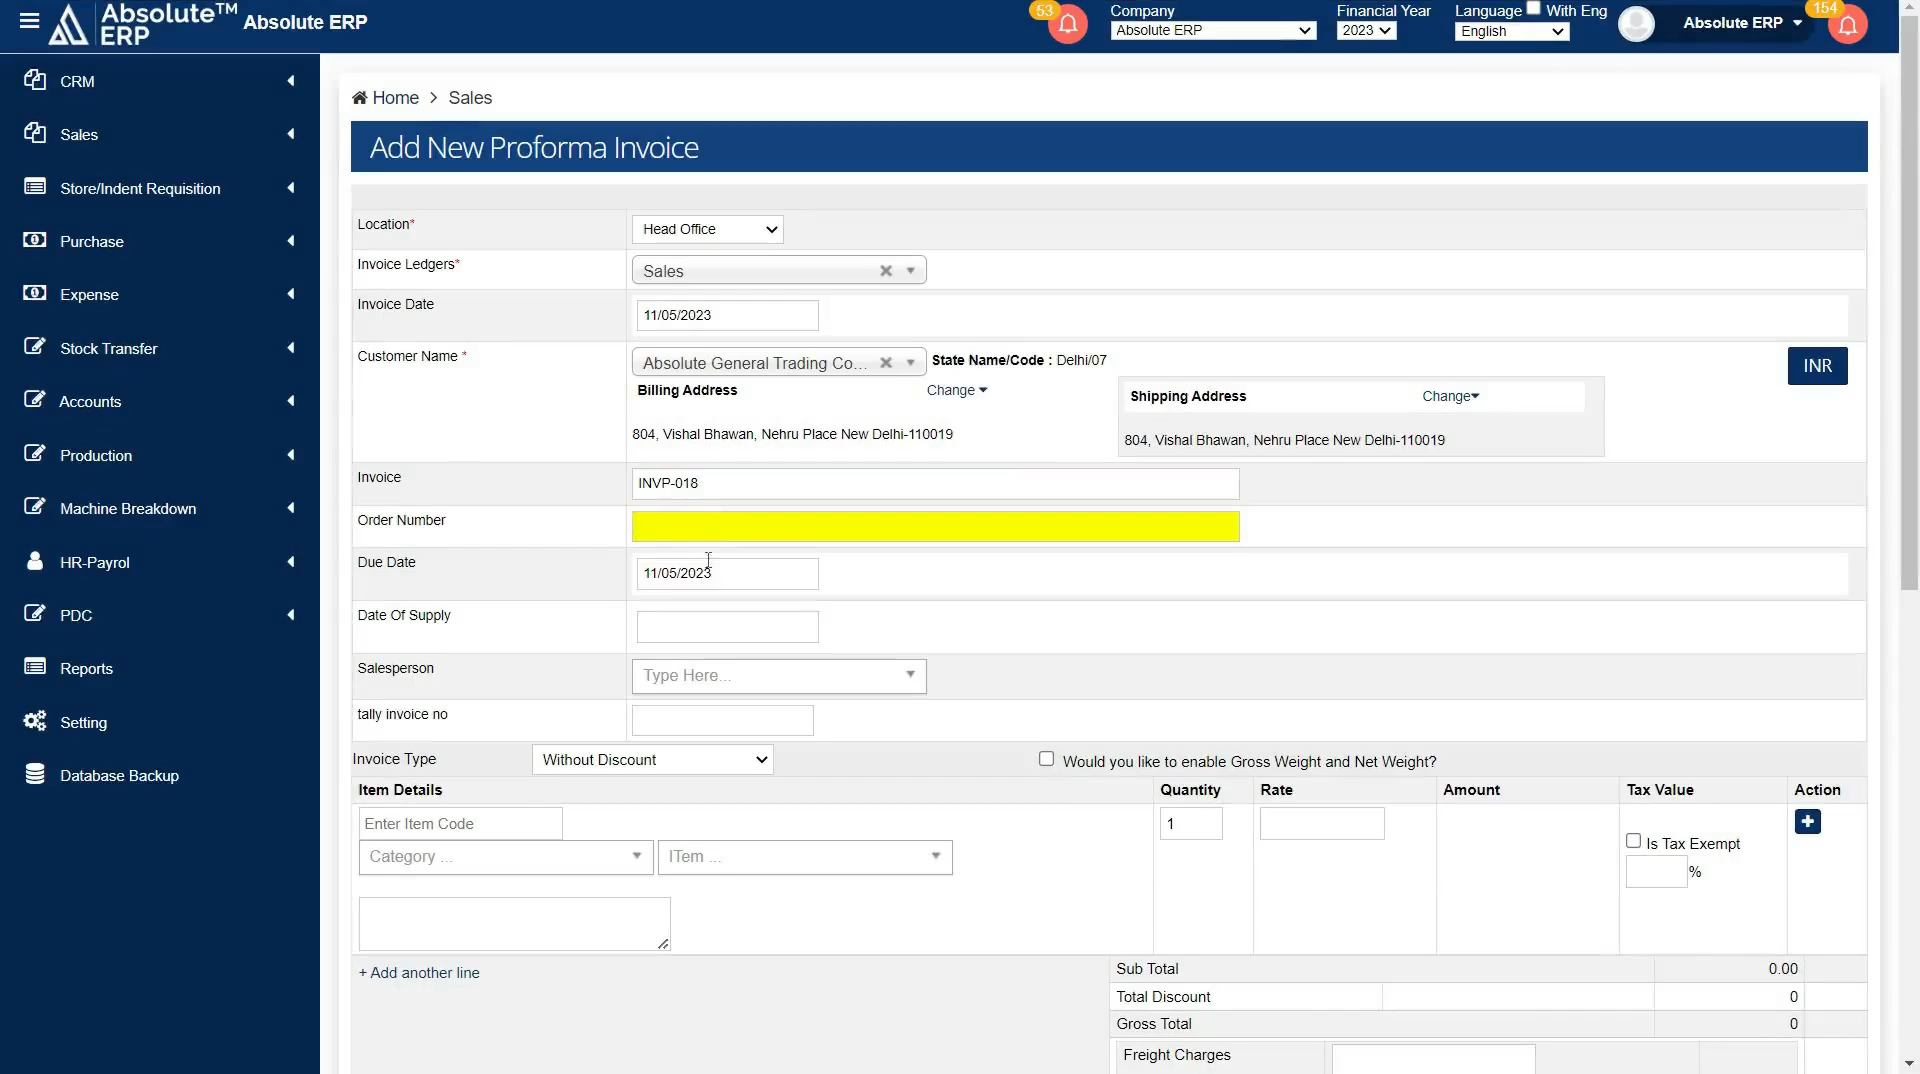 Absolute™
ERP
Absolute ERP
53
Company
Absolute ERP
Financial Year
2023
Language With Eng
English
Absolute ERP
154
CRM
Sales
Store/Indent Requisition
Purchase
Expense
Stock Transfer
Accounts
Production
Machine Breakdown
HR-Payrol
PDC
Reports
Setting
Database Backup
Home > Sales
Add New Proforma Invoice
Location*
Head Office
Invoice Ledgers*
Sales
Invoice Date
11/05/2023
Customer Name *
Absolute General Trading Co...
State Name/Code : Delhi/07
INR
Billing Address
Change
804, Vishal Bhawan, Nehru Place New Delhi-110019
Shipping Address
Change
804, Vishal Bhawan, Nehru Place New Delhi-110019
Invoice
INVP-018
Order Number
Due Date
11/05/2023
Date Of Supply
Salesperson
Type Here...
tally invoice no
Invoice Type
Without Discount
Would you like to enable Gross Weight and Net Weight?
Item Details Quantity Rate Amount Tax Value Action
Enter Item Code
1
Is Tax Exempt
Category ...
ITem ...
%
+ Add another line
Sub Total 0.00
Total Discount 0
Gross Total 0
Freight Charges